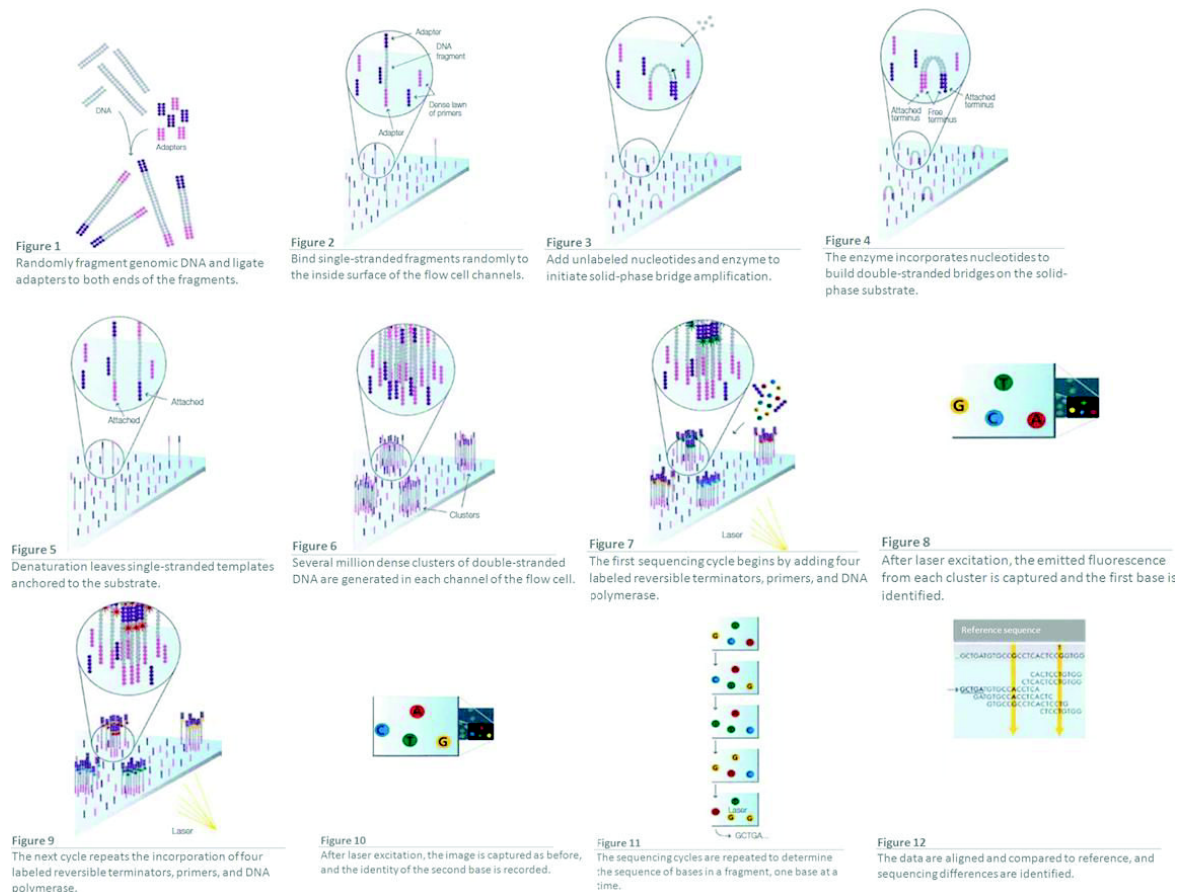 DNA
Adapters
Figure 1
Randomly fragment genomic DNA and ligate
adapters to both ends of the fragments.
Adapter
DNA
fragment
Dense lawn
of primers
Adapter
Figure 2
Bind single-stranded fragments randomly to
the inside surface of the flow cell channels.
Figure 3
Add unlabeled nucleotides and enzyme to
initiate solid-phase bridge amplification.
Attached
terminus
Free
terminus
Attached
terminus
Figure 4
The enzyme incorporates nucleotides to
build double-stranded bridges on the solid-
phase substrate.
Attached
Attached
Figure 5
Denaturation leaves single-stranded templates
anchored to the substrate.
Clusters
Figure 6
Several million dense clusters of double-stranded
DNA are generated in each channel of the flow cell.
Laser
Figure 7
The first sequencing cycle begins by adding four
labeled reversible terminators, primers, and DNA
polymerase.
T
G
C
A
Figure 8
After laser excitation, the emitted fluorescence
from each cluster is captured and the first base is
identified.
Laser
Figure 9
The next cycle repeats the incorporation of four
labeled reversible terminators, primers, and DNA
polymerase.
A
C
T
G
Figure 10
After laser excitation, the image is captured as before,
and the identity of the second base is recorded.
Laser
G G
GCTGA...
Figure 11
The sequencing cycles are repeated to determine
the sequence of bases in a fragment, one base at a
time.
Reference sequence
...GCTGATGTGCCGCCTCACTCCGGTGG
CACTCCTGTGG
CTCACTCCTGTGG
GCTGATGTGCCACCTCA
GATGTGCCACCTCACTC
GTGCCGCCTCACTCCTG
CTCCTGTGG
Figure 12
The data are aligned and compared to reference, and
sequencing differences are identified.